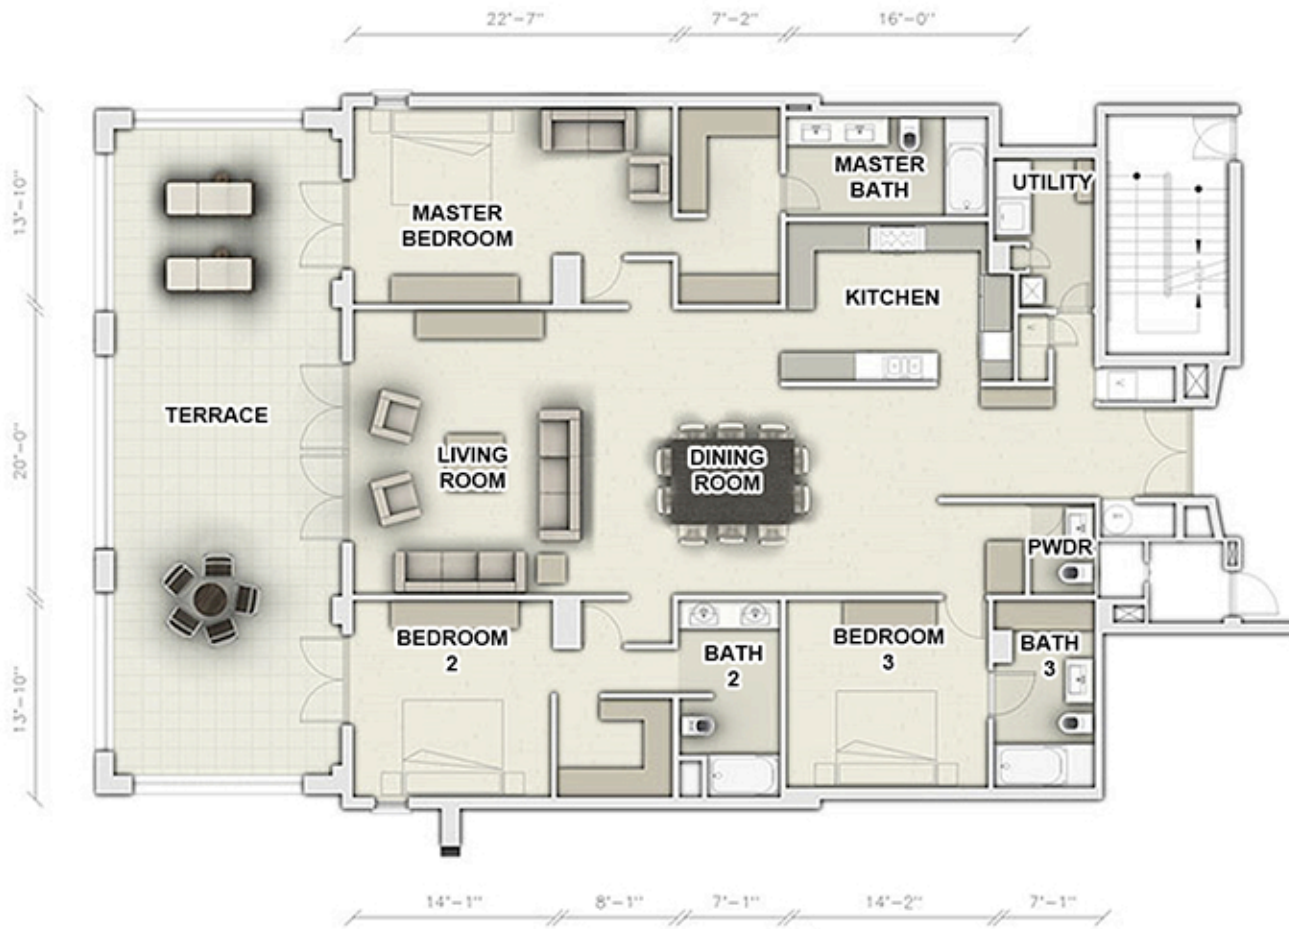 22'-7"
7'-2"
16'-0"
13'-10"
MASTER
BATH
UTILITY
MASTER
BEDROOM
KITCHEN
TERRACE
20'-0"
LIVING
ROOM
DINING
ROOM
PWDR
BEDROOM
2
BATH
2
BEDROOM
3
BATH
3
13'-10"
14'-1"
8'-1"
7'-1"
14'-2"
7'-1"